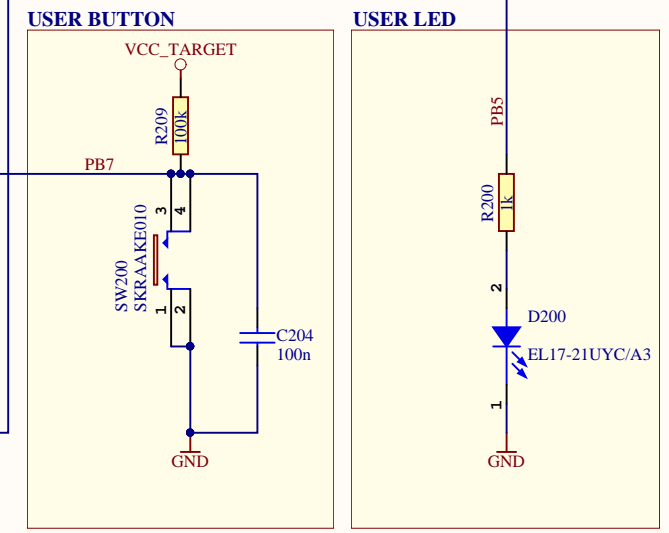 USER BUTTON
VCC_TARGET
R209
100k
PB7
3
4
SW200
SKRAAKE010
1
2
C204
100n
GND
USER LED
PB5
R200
1k
2
D200
EL17-21UYC/A3
1
GND